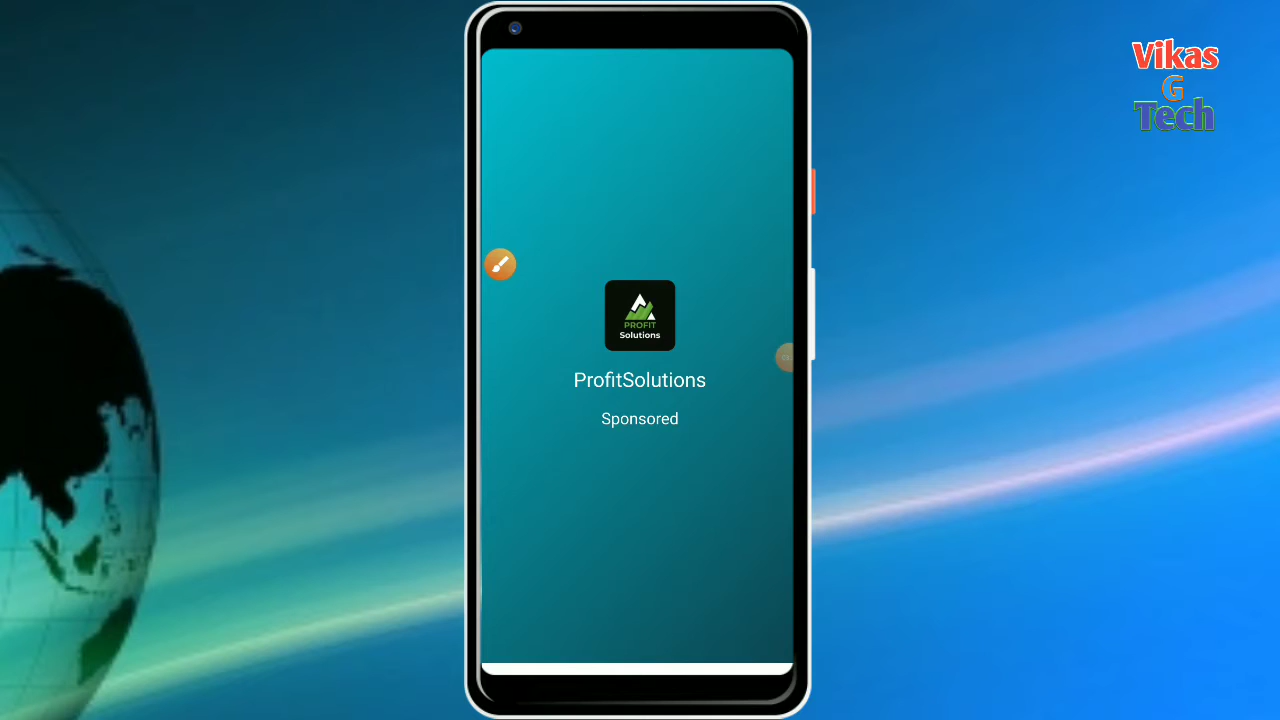 Vikas
G
Tech
PROFIT
Solutions
ProfitSolutions
Sponsored